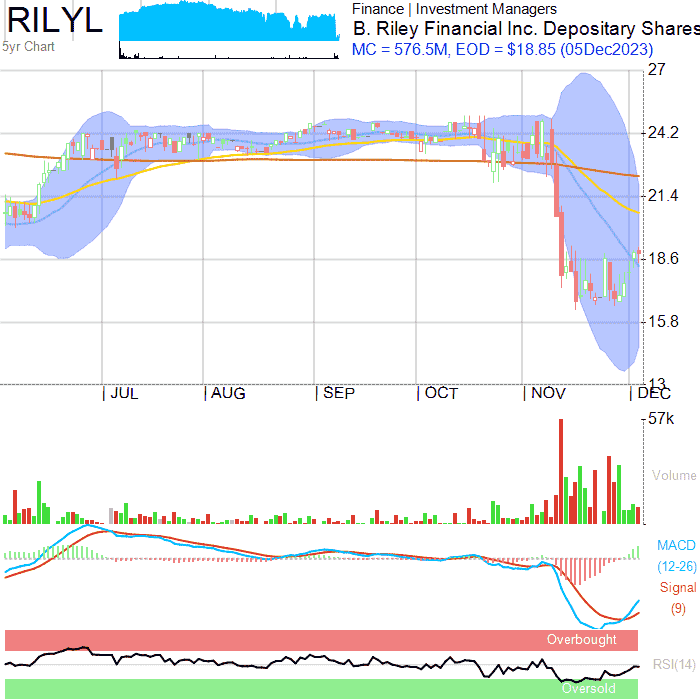 RILYL
5yr Chart
Finance | Investment Managers
B. Riley Financial Inc. Depositary Shares
MC = 576.5M, EOD = $18.85 (05Dec2023)
27
24.2
21.4
18.6
15.8
13
JUL
AUG
SEP
OCT
NOV
DEC
57k
Volume
MACD
(12-26)
Signal
(9)
Overbought
RSI(14)
Oversold